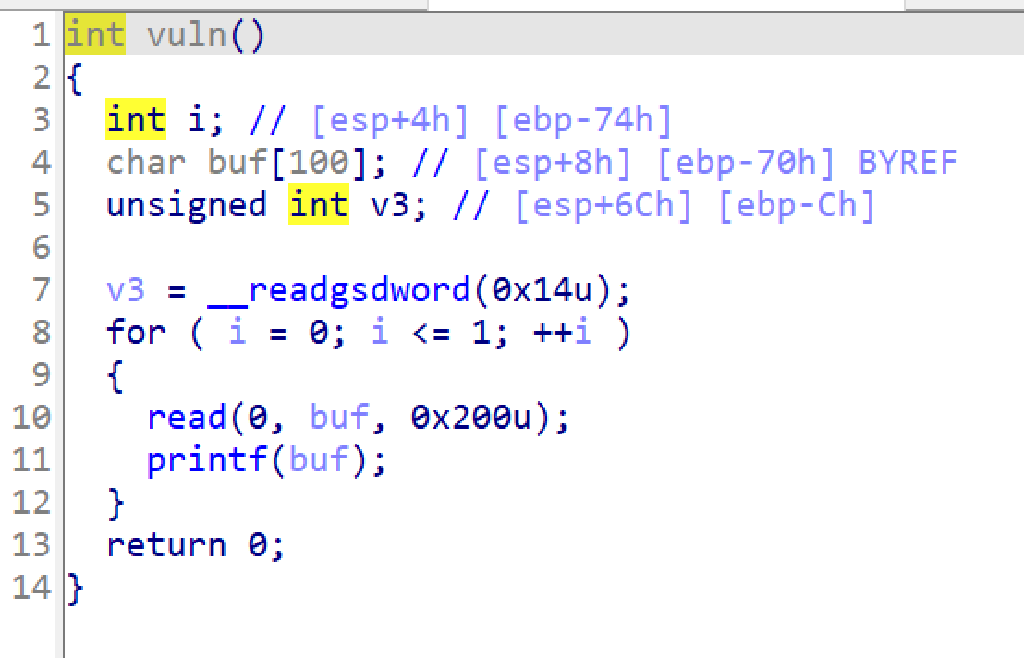 1 int vuln()
2 {
3 int i; // [esp+4h] [ebp-74h]
4 char buf[100]; // [esp+8h] [ebp-70h] BYREF
5 unsigned int v3; // [esp+6Ch] [ebp-Ch]
6
7 v3 = __readgsdword(0x14u);
8 for ( i = 0; i <= 1; ++i )
9 {
10 read(0, buf, 0x200u);
11 printf(buf);
12 }
13 return 0;
14 }